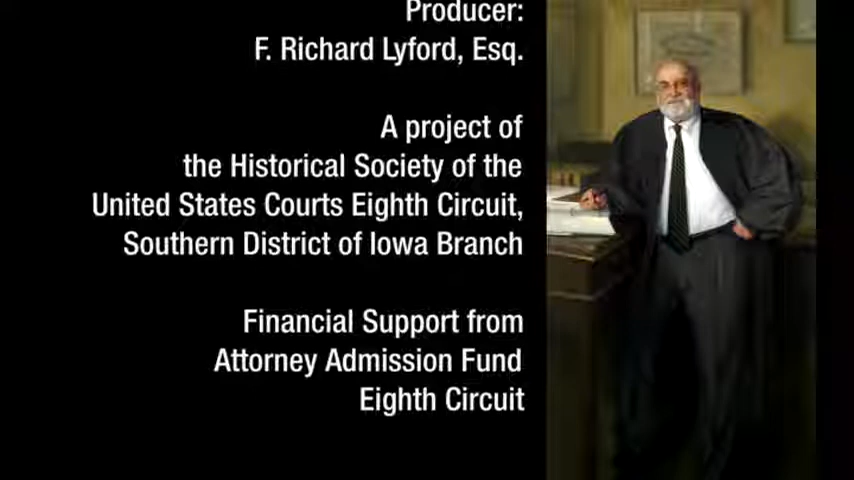 Producer:
F. Richard Lyford, Esq.
A project of
the Historical Society of the
United States Courts Eighth Circuit,
Southern District of Iowa Branch
Financial Support from
Attorney Admission Fund
Eighth Circuit